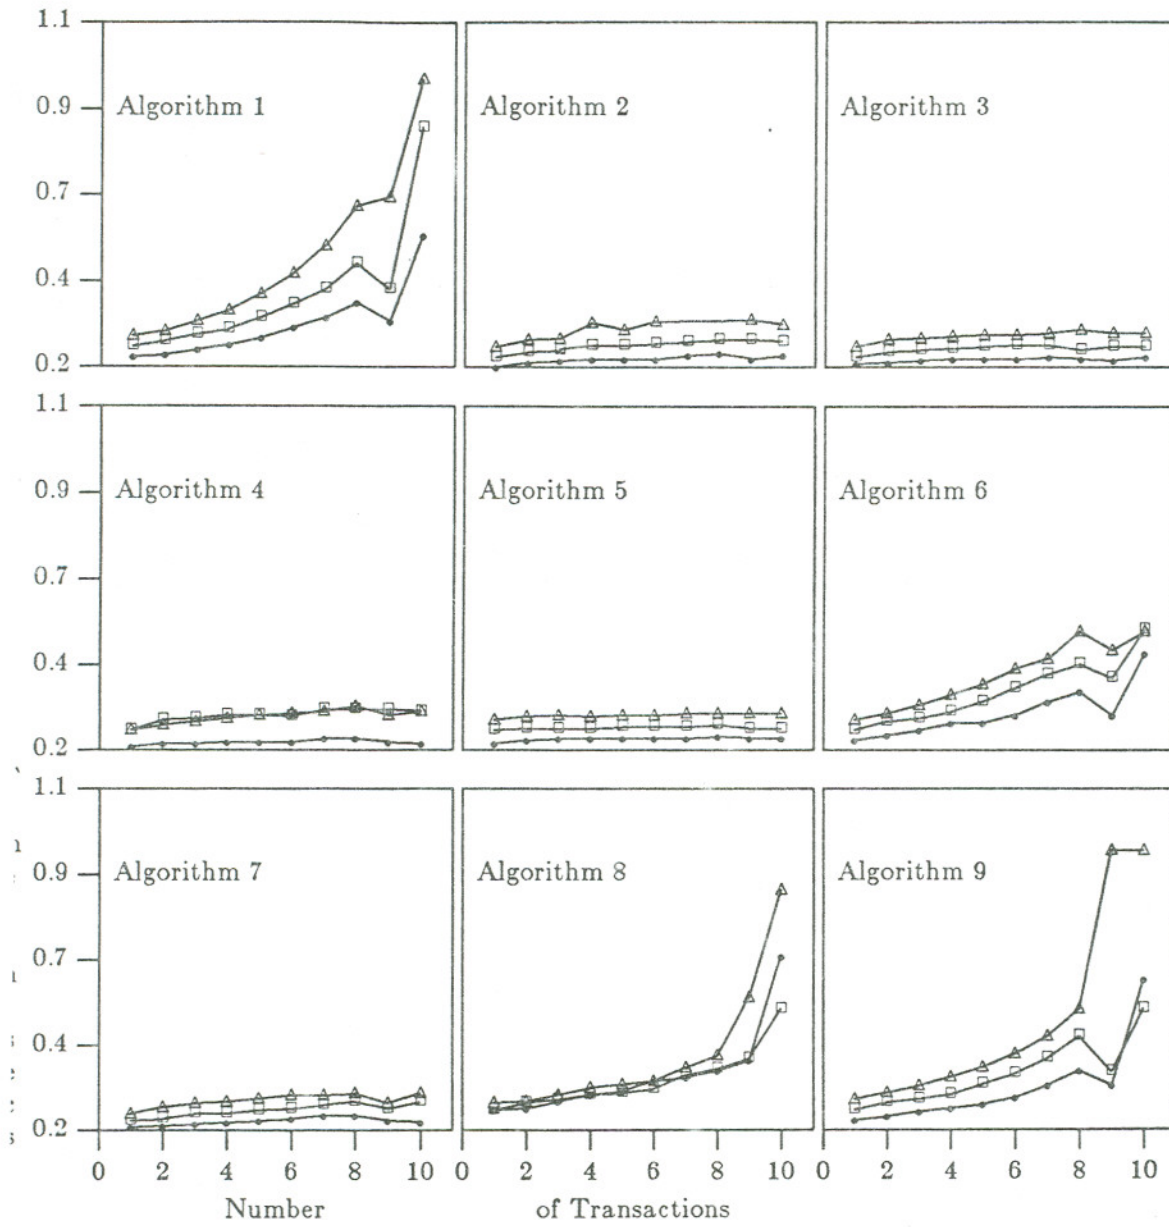 1.1
0.9
0.7
0.4
0.2
Algorithm 1
Algorithm 2
Algorithm 3
1.1
0.9
0.7
0.4
0.2
Algorithm 4
Algorithm 5
Algorithm 6
1.1
0.9
0.7
0.4
0.2
Algorithm 7
Algorithm 8
Algorithm 9
0 2 4 6 8 10 0 2 4 6 8 10 0 2 4 6 8 10
Number of Transactions